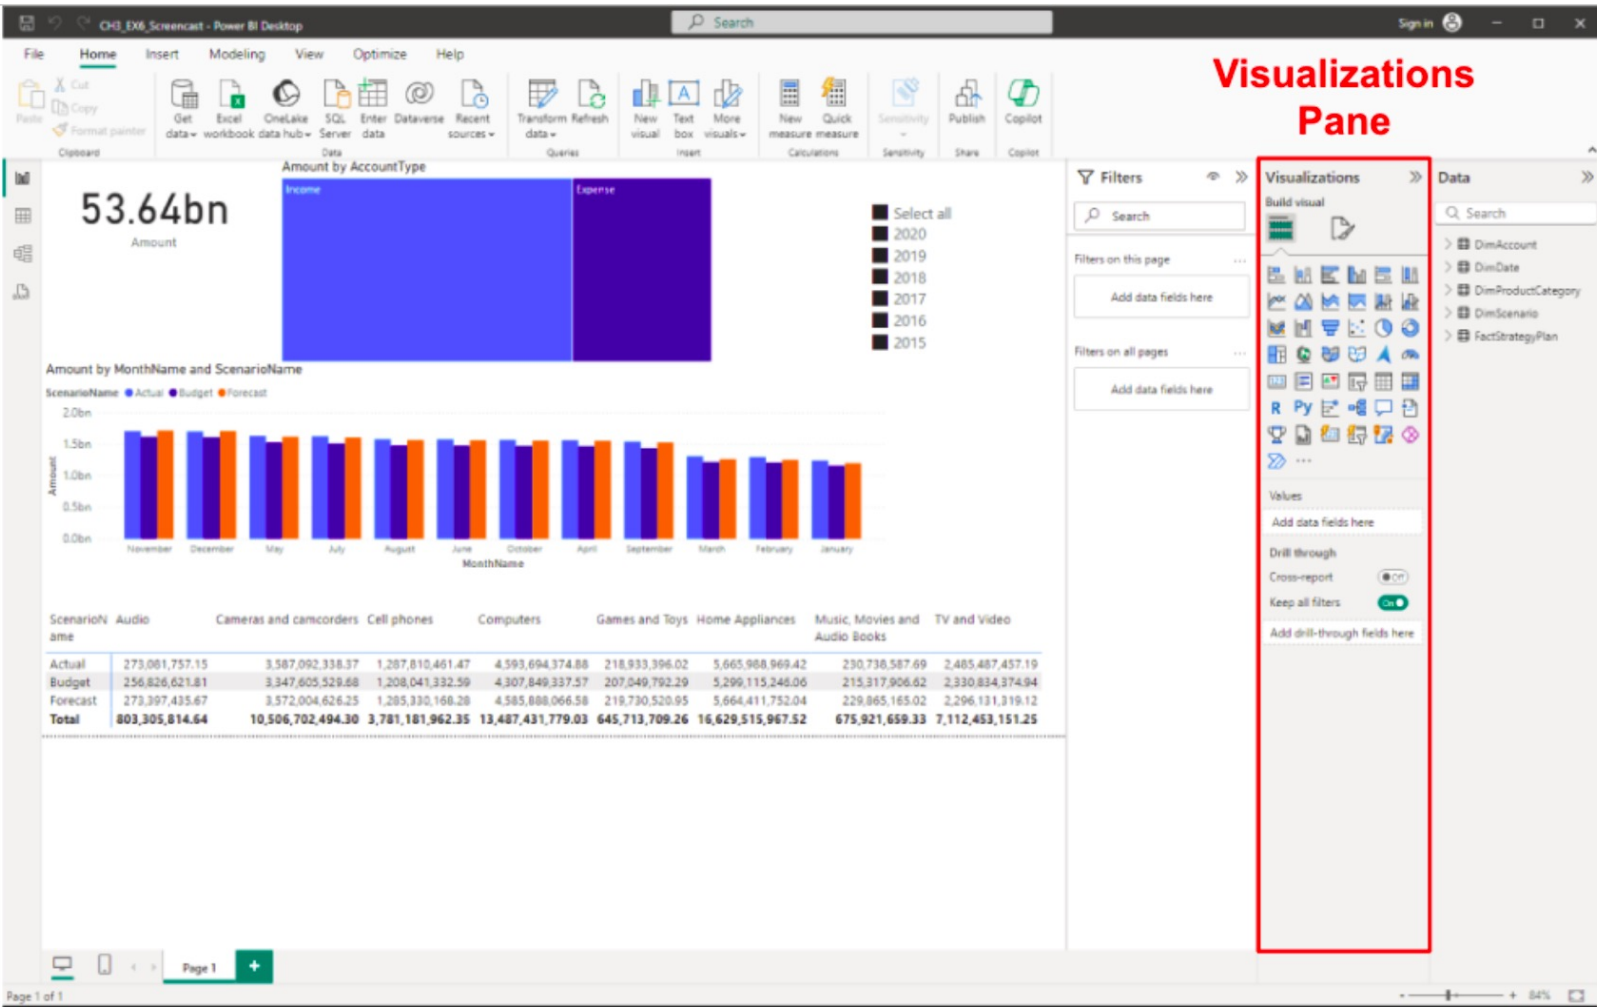 CH3_EX6_Screencast - Power BI Desktop
Search
Sign in
File Home Insert Modeling View Optimize Help
Visualizations
Pane
Paste
Cut
Copy
Format painter
Clipboard
Get data
Excel workbook
OneLake data hub
SQL Server
Enter data
Dataverse
Recent sources
Data
Transform data
Refresh
Queries
New visual
Text box
More visuals
Insert
New measure
Quick measure
Calculations
Sensitivity
Sensitivity
Publish
Share
Copilot
Copilot
53.64bn
Amount
Amount by AccountType
Income
Expense
Select all
2020
2019
2018
2017
2016
2015
Amount by MonthName and ScenarioName
ScenarioName Actual Budget Forecast
2.0bn
1.5bn
1.0bn
0.5bn
0.0bn
Amount
November December May July August June October April September March February January
MonthName
ScenarioN Audio Cameras and camcorders Cell phones Computers Games and Toys Home Appliances Music, Movies and TV and Video
ame Audio Books
Actual 273,081,757.15 3,587,092,338.37 1,287,810,461.47 4,593,694,374.88 218,933,396.02 5,665,988,969.42 230,738,587.69 2,485,487,457.19
Budget 256,826,621.81 3,347,605,529.68 1,208,041,332.59 4,307,849,337.57 207,049,792.29 5,299,115,246.06 215,317,906.62 2,330,834,374.94
Forecast 273,397,435.67 3,572,004,626.25 1,285,330,168.28 4,585,888,066.58 219,730,520.95 5,664,411,752.04 229,865,165.02 2,296,131,319.12
Total 803,305,814.64 10,506,702,494.30 3,781,181,962.35 13,487,431,779.03 645,713,709.26 16,629,515,967.52 675,921,659.33 7,112,453,151.25
Filters
Search
Filters on this page ...
Add data fields here
Filters on all pages ...
Add data fields here
Visualizations
Build visual
123
R Py
...
Values
Add data fields here
Drill through
Cross-report Off
Keep all filters On
Add drill-through fields here
Data
Search
DimAccount
DimDate
DimProductCategory
DimScenario
FactStrategyPlan
Page 1
+
Page 1 of 1
- + 84%